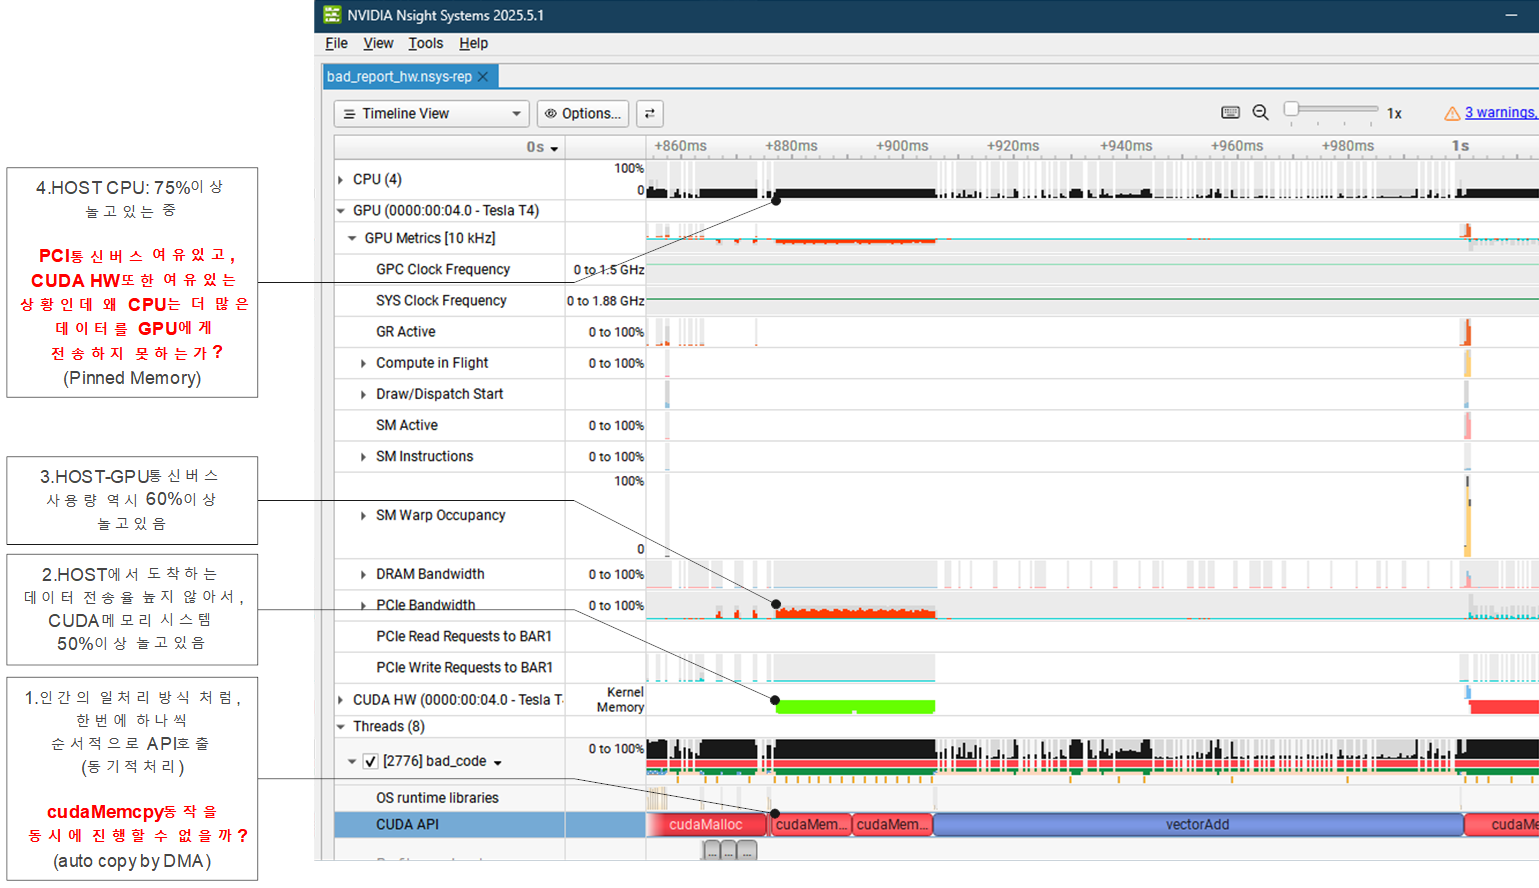 NVIDIA Nsight Systems 2025.5.1
File View Tools Help
bad_report_hw.nsys-rep
Timeline View
Options...
1x
3 warnings,
0s
+860ms +880ms +900ms +920ms +940ms +960ms +980ms 1s
CPU (4)
100%
0
GPU (0000:00:04.0 - Tesla T4)
GPU Metrics [10 kHz]
GPC Clock Frequency 0 to 1.5 GHz
SYS Clock Frequency 0 to 1.88 GHz
GR Active 0 to 100%
Compute in Flight 0 to 100%
Draw/Dispatch Start
SM Active 0 to 100%
SM Instructions 0 to 100%
SM Warp Occupancy
100%
0
DRAM Bandwidth 0 to 100%
PCIe Bandwidth 0 to 100%
PCIe Read Requests to BAR1
PCIe Write Requests to BAR1
CUDA HW (0000:00:04.0 - Tesla T
Kernel
Memory
Threads (8)
[2776] bad_code 0 to 100%
OS runtime libraries
CUDA API
cudaMalloc cudaMem... cudaMem... vectorAdd cudaMe
... ... ...
4.HOST CPU: 75%이상
놀고있는 중
PCI통신버스 여유있고,
CUDA HW또한 여유있는
상황인데 왜 CPU는 더 많은
데이터를 GPU에게
전송하지 못하는가?
(Pinned Memory)
3.HOST-GPU통신버스
사용량 역시 60%이상
놀고있음
2.HOST에서 도착하는
데이터 전송율 높지 않아서,
CUDA메모리 시스템
50%이상 놀고있음
1.인간의 일처리 방식 처럼,
한번에 하나씩
순서적으로 API호출
(동기적처리)
cudaMemcpy동작을
동시에 진행할 수 없을까?
(auto copy by DMA)